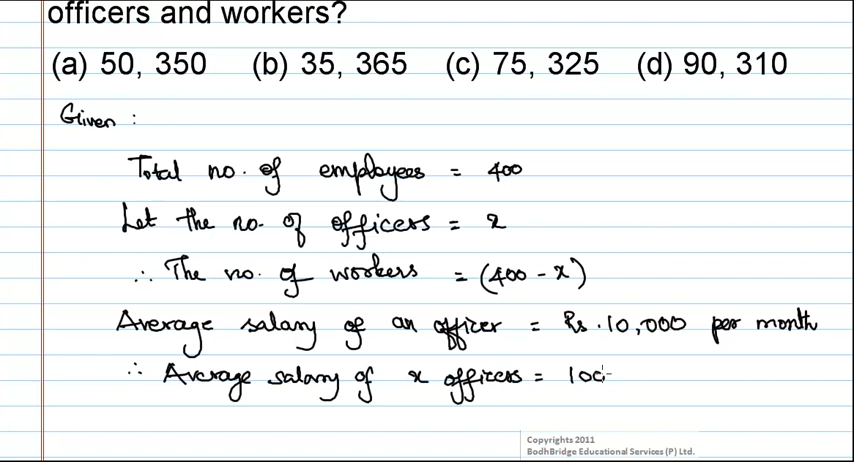 officers and workers?
(a) 50, 350 (b) 35, 365 (c) 75, 325 (d) 90, 310
Given :
Total no. of employees = 400
Let the no. of officers = x
∴ The no. of workers = (400 - x)
Average salary of an officer = Rs. 10,000 per month
∴ Average salary of x officers = 100
Copyrights 2011
BodhBridge Educational Services (P) Ltd.